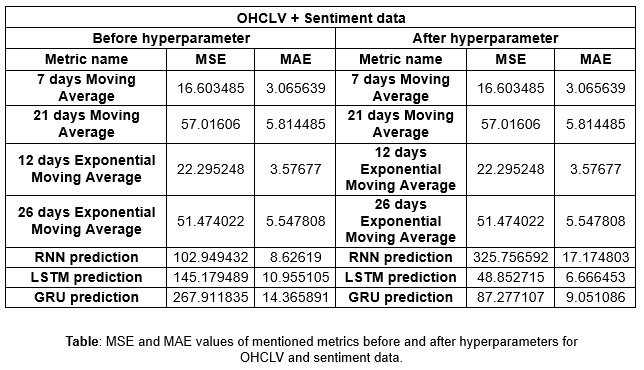 OHCLV + Sentiment data
Before hyperparameter After hyperparameter
Metric name MSE MAE Metric name MSE MAE
7 days Moving Average 16.603485 3.065639 7 days Moving Average 16.603485 3.065639
21 days Moving Average 57.01606 5.814485 21 days Moving Average 57.01606 5.814485
12 days Exponential Moving Average 22.295248 3.57677 12 days Exponential Moving Average 22.295248 3.57677
26 days Exponential Moving Average 51.474022 5.547808 26 days Exponential Moving Average 51.474022 5.547808
RNN prediction 102.949432 8.62619 RNN prediction 325.756592 17.174803
LSTM prediction 145.179489 10.955105 LSTM prediction 48.852715 6.666453
GRU prediction 267.911835 14.365891 GRU prediction 87.277107 9.051086
Table: MSE and MAE values of mentioned metrics before and after hyperparameters for
OHCLV and sentiment data.